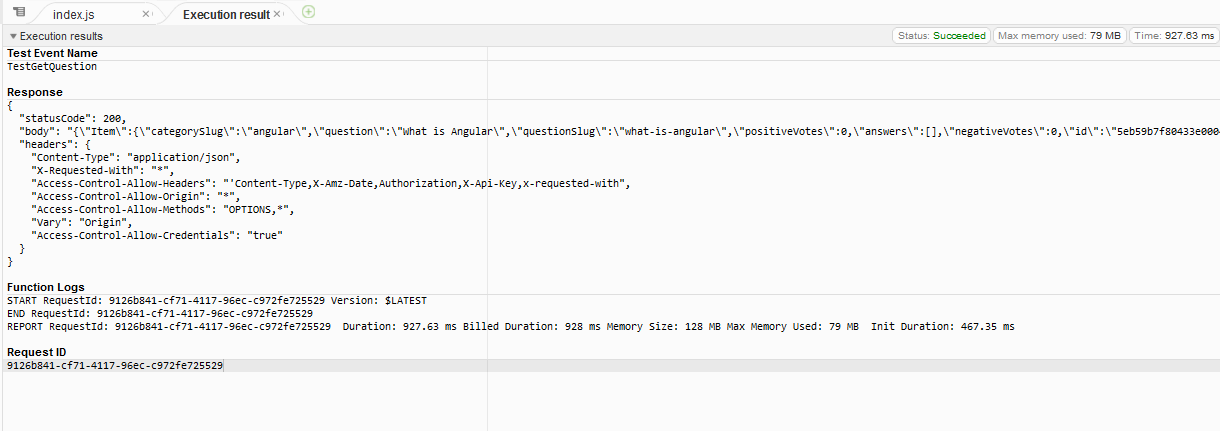 index.js × Execution result ×
Execution results Status: Succeeded Max memory used: 79 MB Time: 927.63 ms
Test Event Name
TestGetQuestion
Response
{
"statusCode": 200,
"body": "{\"Item\":{\"categorySlug\":\"angular\",\"question\":\"What is Angular\",\"questionSlug\":\"what-is-angular\",\"positiveVotes\":0,\"answers\":[],\"negativeVotes\":0,\"id\":\"5eb59b7f80433e000
"headers": {
"Content-Type": "application/json",
"X-Requested-With": "*",
"Access-Control-Allow-Headers": "'Content-Type,X-Amz-Date,Authorization,X-Api-Key,x-requested-with",
"Access-Control-Allow-Origin": "*",
"Access-Control-Allow-Methods": "OPTIONS,*",
"Vary": "Origin",
"Access-Control-Allow-Credentials": "true"
}
}
Function Logs
START RequestId: 9126b841-cf71-4117-96ec-c972fe725529 Version: $LATEST
END RequestId: 9126b841-cf71-4117-96ec-c972fe725529
REPORT RequestId: 9126b841-cf71-4117-96ec-c972fe725529 Duration: 927.63 ms Billed Duration: 928 ms Memory Size: 128 MB Max Memory Used: 79 MB Init Duration: 467.35 ms
Request ID
9126b841-cf71-4117-96ec-c972fe725529